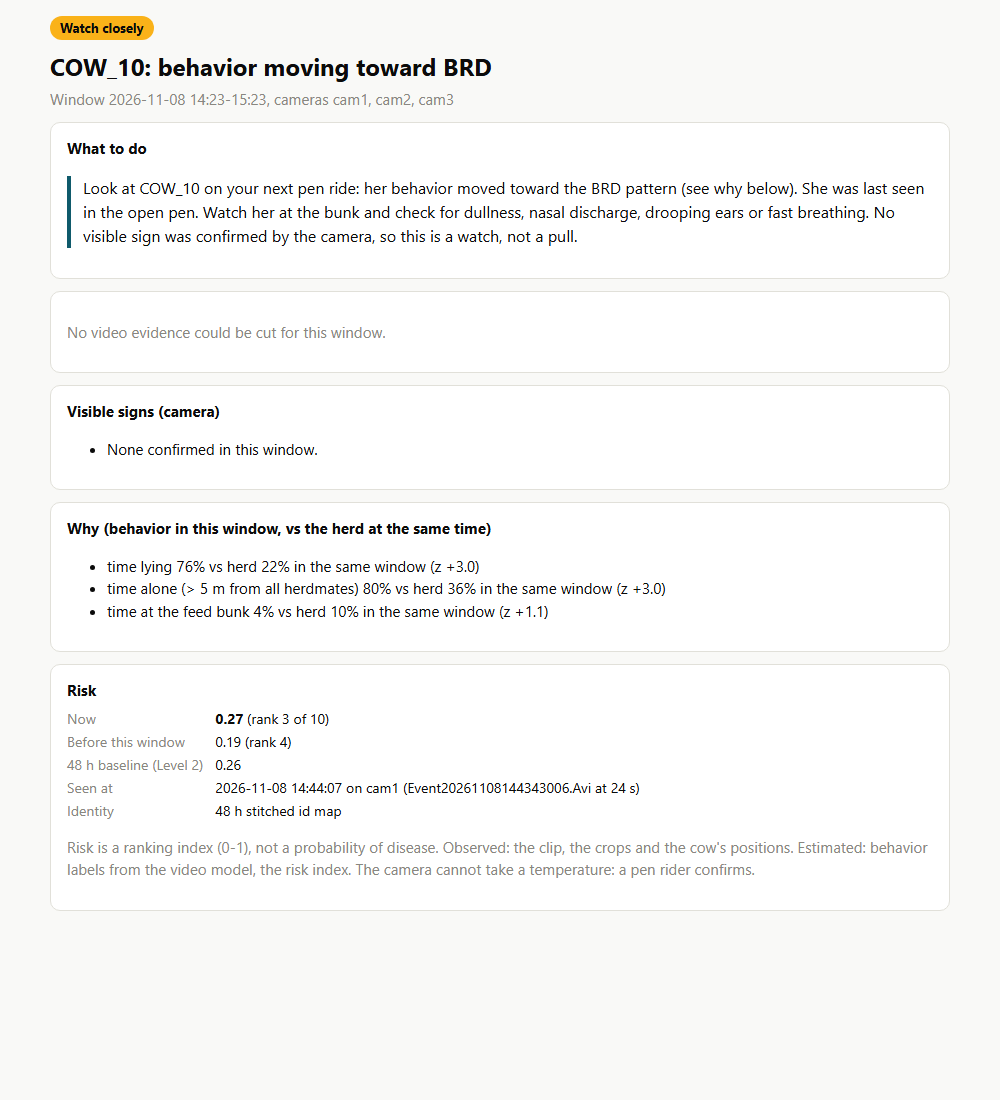 Watch closely
COW_10: behavior moving toward BRD
Window 2026-11-08 14:23-15:23, cameras cam1, cam2, cam3
What to do
Look at COW_10 on your next pen ride: her behavior moved toward the BRD pattern (see why below). She was last seen
in the open pen. Watch her at the bunk and check for dullness, nasal discharge, drooping ears or fast breathing. No
visible sign was confirmed by the camera, so this is a watch, not a pull.
No video evidence could be cut for this window.
Visible signs (camera)
• None confirmed in this window.
Why (behavior in this window, vs the herd at the same time)
• time lying 76% vs herd 22% in the same window (z +3.0)
• time alone (> 5 m from all herdmates) 80% vs herd 36% in the same window (z +3.0)
• time at the feed bunk 4% vs herd 10% in the same window (z +1.1)
Risk
Now 0.27 (rank 3 of 10)
Before this window 0.19 (rank 4)
48 h baseline (Level 2) 0.26
Seen at 2026-11-08 14:44:07 on cam1 (Event20261108144343006.Avi at 24 s)
Identity 48 h stitched id map
Risk is a ranking index (0-1), not a probability of disease. Observed: the clip, the crops and the cow's positions. Estimated: behavior
labels from the video model, the risk index. The camera cannot take a temperature: a pen rider confirms.